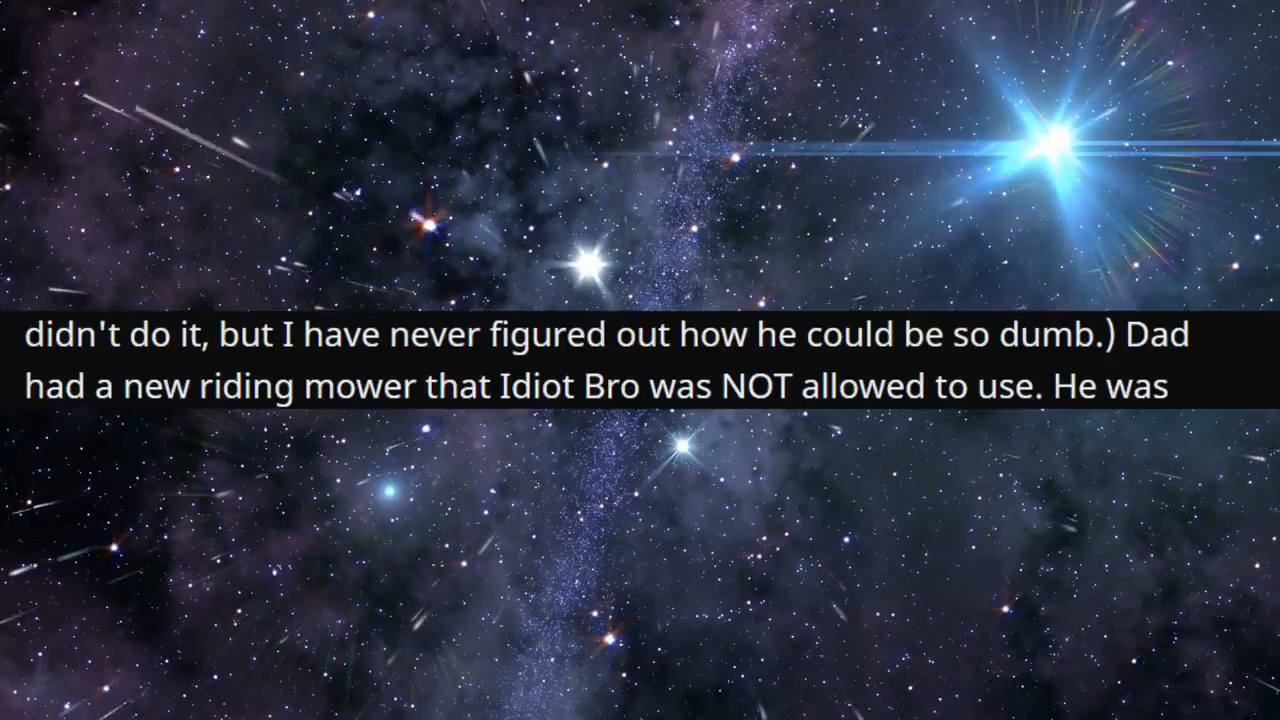 didn't do it, but I have never figured out how he could be so dumb.) Dad
had a new riding mower that Idiot Bro was NOT allowed to use. He was